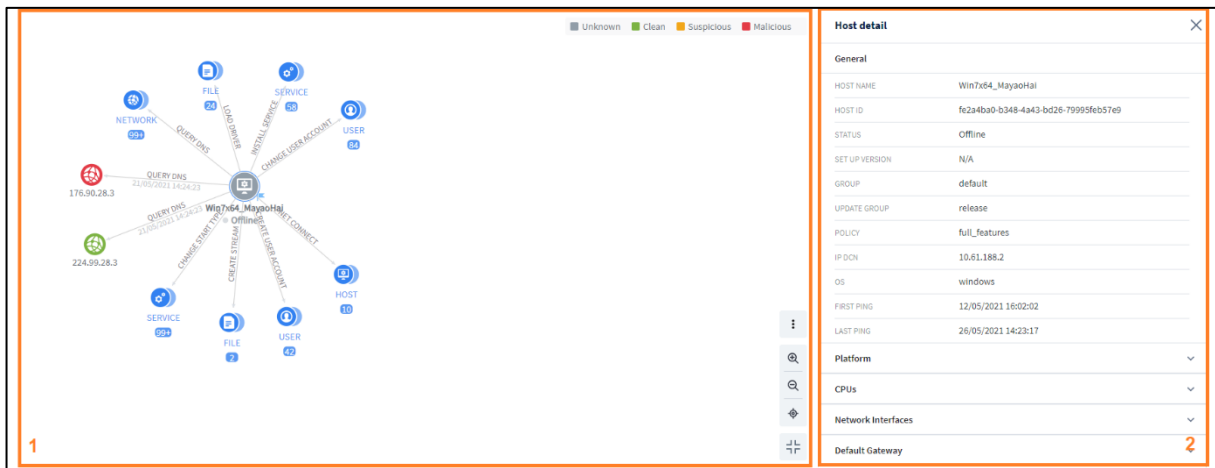 Unknown Clean Suspicious Malicious
FILE
24
SERVICE
58
NETWORK
99+
USER
84
QUERY DNS
LOAD DRIVER
INSTALL SERVICE
CHANGE USER ACCOUNT
176.90.28.3
QUERY DNS
21/05/2021 14:24:23
Win7x64_MayaoHai
Offline
224.99.28.3
QUERY DNS
21/05/2021 14:24:23
CHANGE START TYPE
CREATE STREAM
CREATE USER ACCOUNT
NET CONNECT
HOST
10
SERVICE
99+
FILE
2
USER
42
1
Host detail
General
HOST NAME Win7x64_MayaoHai
HOST ID fe2a4ba0-b348-4a43-bd26-79995feb57e9
STATUS Offline
SET UP VERSION N/A
GROUP default
UPDATE GROUP release
POLICY full_features
IP DCN 10.61.188.2
OS windows
FIRST PING 12/05/2021 16:02:02
LAST PING 26/05/2021 14:23:17
Platform
CPUs
Network Interfaces
Default Gateway
2